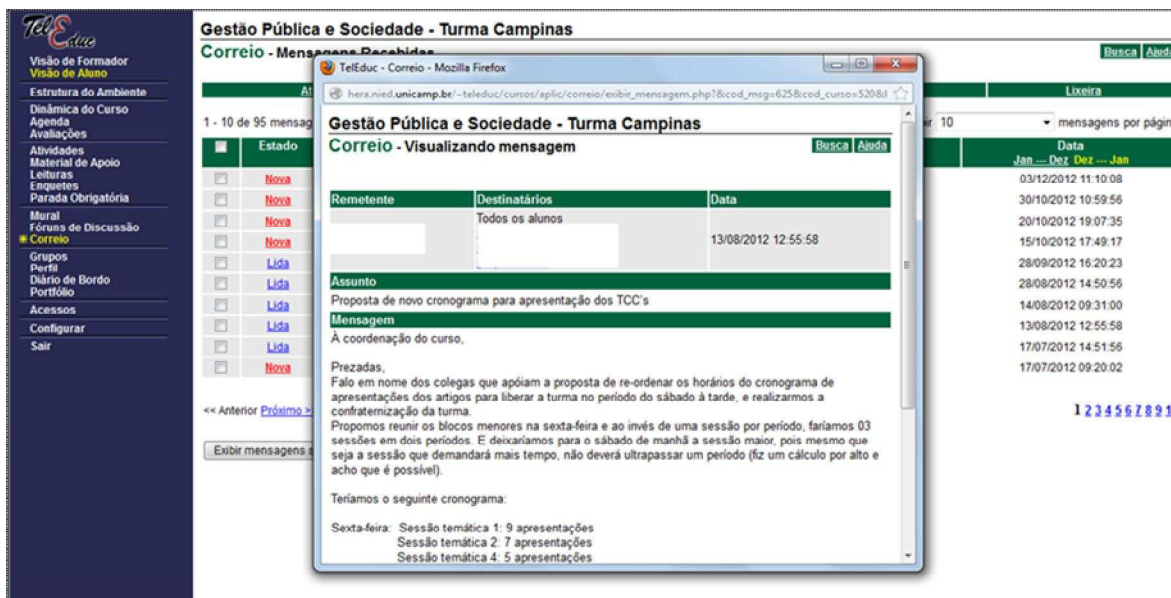 TelEduc
Visão de Formador
Visão de Aluno
Estrutura do Ambiente
Dinâmica do Curso
Agenda
Avaliações
Atividades
Material de Apoio
Leituras
Enquetes
Parada Obrigatória
Mural
Fóruns de Discussão
Correio
Grupos
Perfil
Diário de Bordo
Portfólio
Acessos
Configurar
Sair
Gestão Pública e Sociedade - Turma Campinas
Correio - Mensagens Recebidas
Busca Ajuda
Lixeira
1 - 10 de 95 mensag
10 mensagens por págin
Estado Data
Jan --- Dez Dez --- Jan
Nova 03/12/2012 11:10:08
Nova 30/10/2012 10:59:56
Nova 20/10/2012 19:07:35
Nova 15/10/2012 17:49:17
Lida 28/09/2012 16:20:23
Lida 28/08/2012 14:50:56
Lida 14/08/2012 09:31:00
Lida 13/08/2012 12:55:58
Lida 17/07/2012 14:51:56
Nova 17/07/2012 09:20:02
<< Anterior Próximo >
1 2 3 4 5 6 7 8 9 1
Exibir mensagens s
TelEduc - Correio - Mozilla Firefox
hera.nied.unicamp.br/~teleduc/cursos/aplic/correio/exibir_mensagem.php?&cod_msg=625&cod_curso=520&
Gestão Pública e Sociedade - Turma Campinas
Correio - Visualizando mensagem
Busca Ajuda
Remetente Destinatários Data
Todos os alunos
13/08/2012 12:55:58
Assunto
Proposta de novo cronograma para apresentação dos TCC's
Mensagem
À coordenação do curso,
Prezadas,
Falo em nome dos colegas que apóiam a proposta de re-ordenar os horários do cronograma de
apresentações dos artigos para liberar a turma no período do sábado à tarde, e realizarmos a
confraternização da turma.
Propomos reunir os blocos menores na sexta-feira e ao invés de uma sessão por período, faríamos 03
sessões em dois períodos. E deixaríamos para o sábado de manhã a sessão maior, pois mesmo que
seja a sessão que demandará mais tempo, não deverá ultrapassar um período (fiz um cálculo por alto e
acho que é possível).
Teríamos o seguinte cronograma:
Sexta-feira: Sessão temática 1: 9 apresentações
Sessão temática 2: 7 apresentações
Sessão temática 4: 5 apresentações